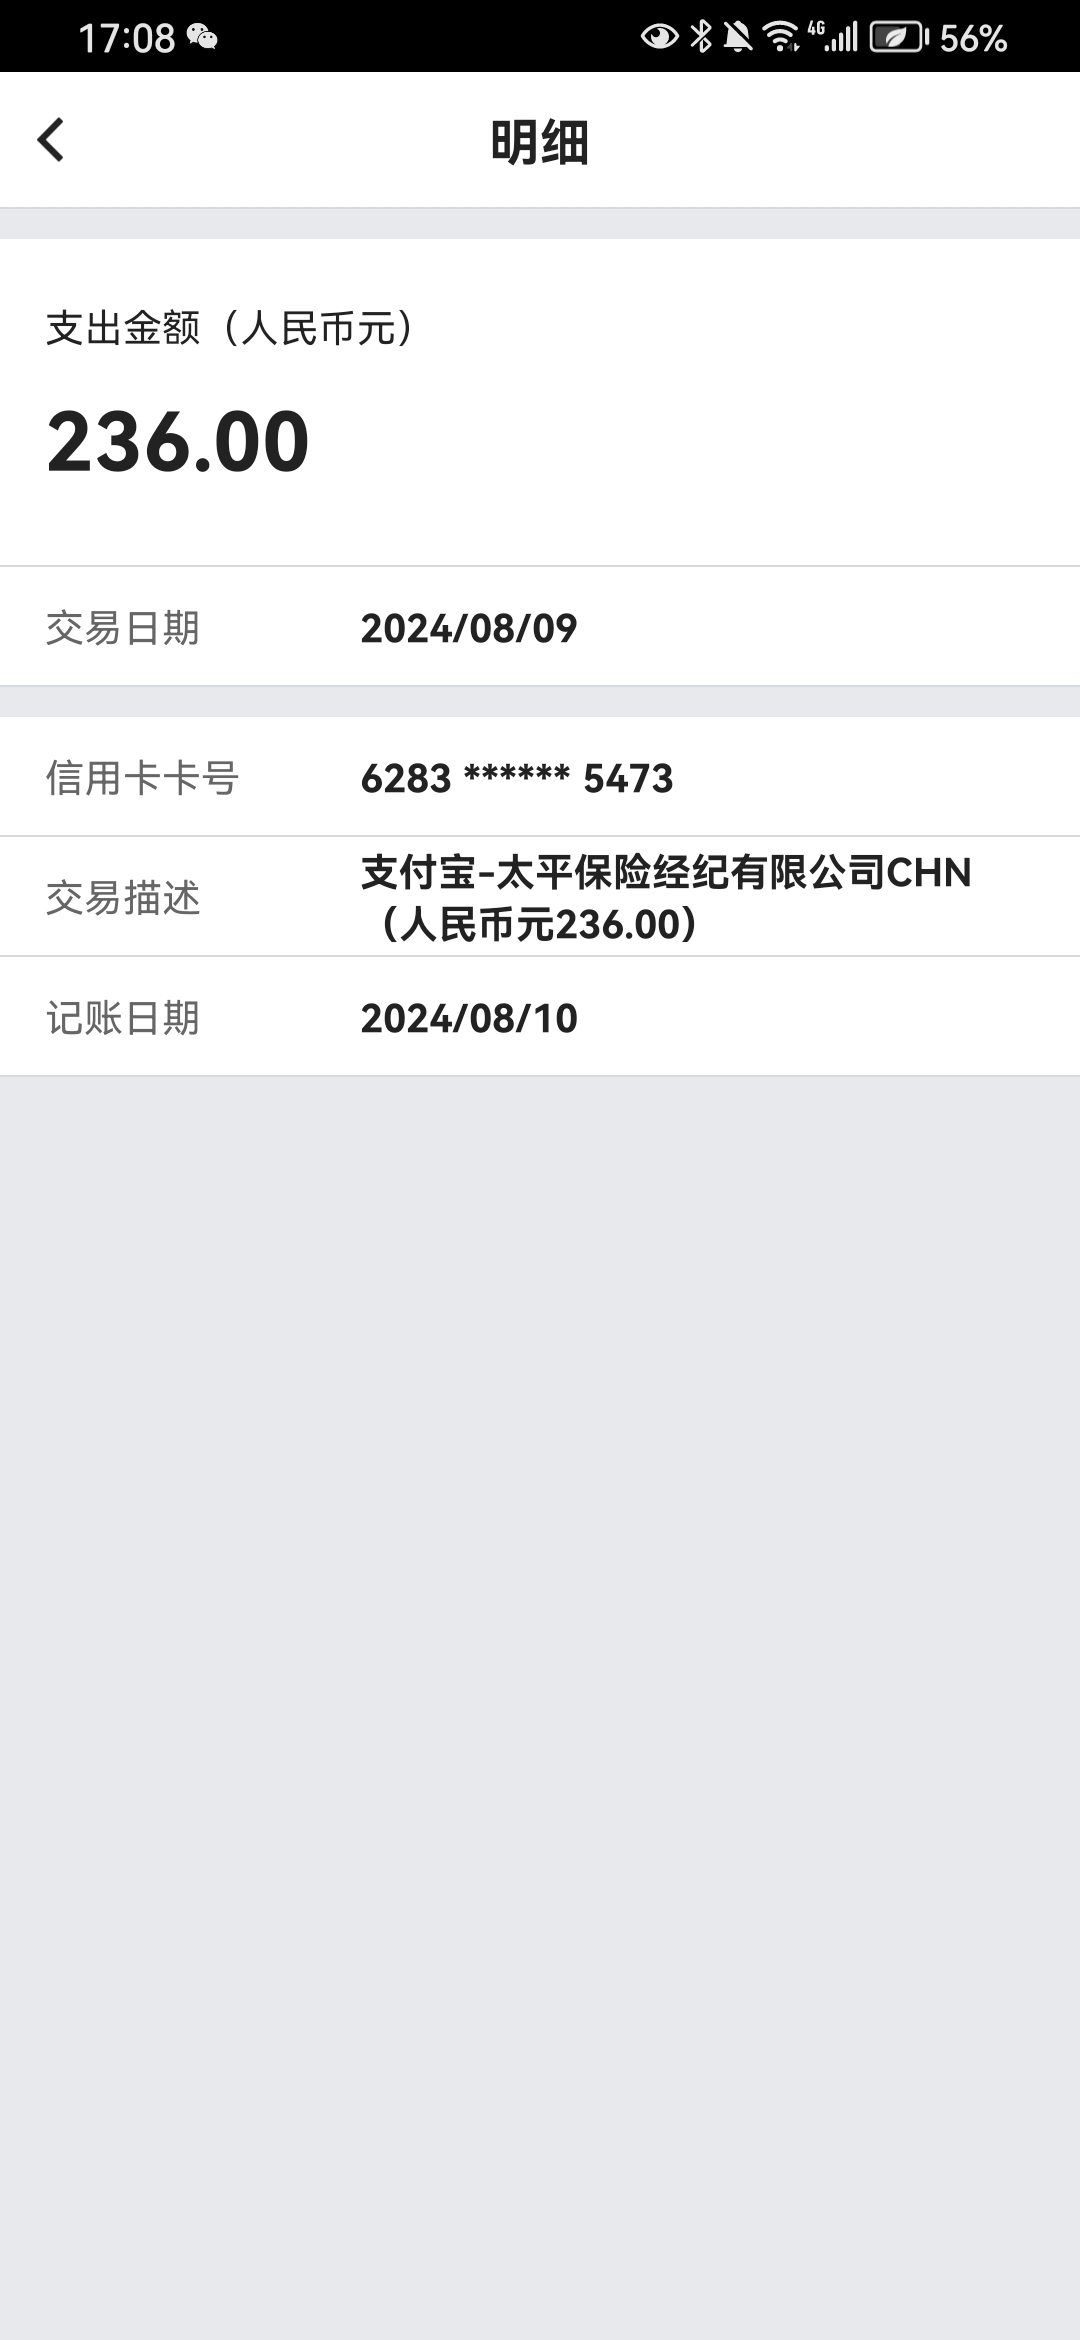 17:08
4G
56%
明细
支出金额（人民币元）
236.00
交易日期 2024/08/09
信用卡卡号 6283 ****** 5473
交易描述 支付宝-太平保险经纪有限公司CHN
（人民币元236.00）
记账日期 2024/08/10